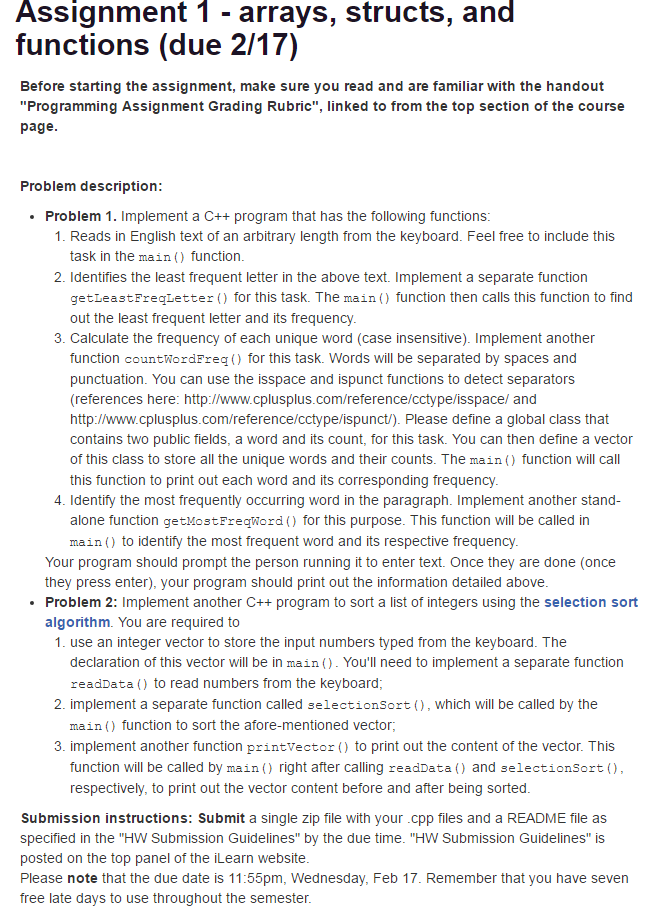 Assignment 1 - arrays, structs, and
functions (due 2/17)
Before starting the assignment, make sure you read and are familiar with the handout
"Programming Assignment Grading Rubric", linked to from the top section of the course
page.
Problem description:
• Problem 1. Implement a C++ program that has the following functions:
1. Reads in English text of an arbitrary length from the keyboard. Feel free to include this
task in the main() function.
2. Identifies the least frequent letter in the above text. Implement a separate function
getLeastFreqLetter() for this task. The main() function then calls this function to find
out the least frequent letter and its frequency.
3. Calculate the frequency of each unique word (case insensitive). Implement another
function countWordFreq() for this task. Words will be separated by spaces and
punctuation. You can use the isspace and ispunct functions to detect separators
(references here: http://www.cplusplus.com/reference/cctype/isspace/ and
http://www.cplusplus.com/reference/cctype/ispunct/). Please define a global class that
contains two public fields, a word and its count, for this task. You can then define a vector
of this class to store all the unique words and their counts. The main() function will call
this function to print out each word and its corresponding frequency.
4. Identify the most frequently occurring word in the paragraph. Implement another stand-
alone function getMostFreqWord() for this purpose. This function will be called in
main() to identify the most frequent word and its respective frequency.
Your program should prompt the person running it to enter text. Once they are done (once
they press enter), your program should print out the information detailed above.
• Problem 2: Implement another C++ program to sort a list of integers using the selection sort
algorithm. You are required to
1. use an integer vector to store the input numbers typed from the keyboard. The
declaration of this vector will be in main(). You'll need to implement a separate function
readData() to read numbers from the keyboard;
2. implement a separate function called selectionSort(), which will be called by the
main() function to sort the afore-mentioned vector;
3. implement another function printVector() to print out the content of the vector. This
function will be called by main() right after calling readData() and selectionSort(),
respectively, to print out the vector content before and after being sorted.
Submission instructions: Submit a single zip file with your .cpp files and a README file as
specified in the "HW Submission Guidelines" by the due time. "HW Submission Guidelines" is
posted on the top panel of the iLearn website.
Please note that the due date is 11:55pm, Wednesday, Feb 17. Remember that you have seven
free late days to use throughout the semester.